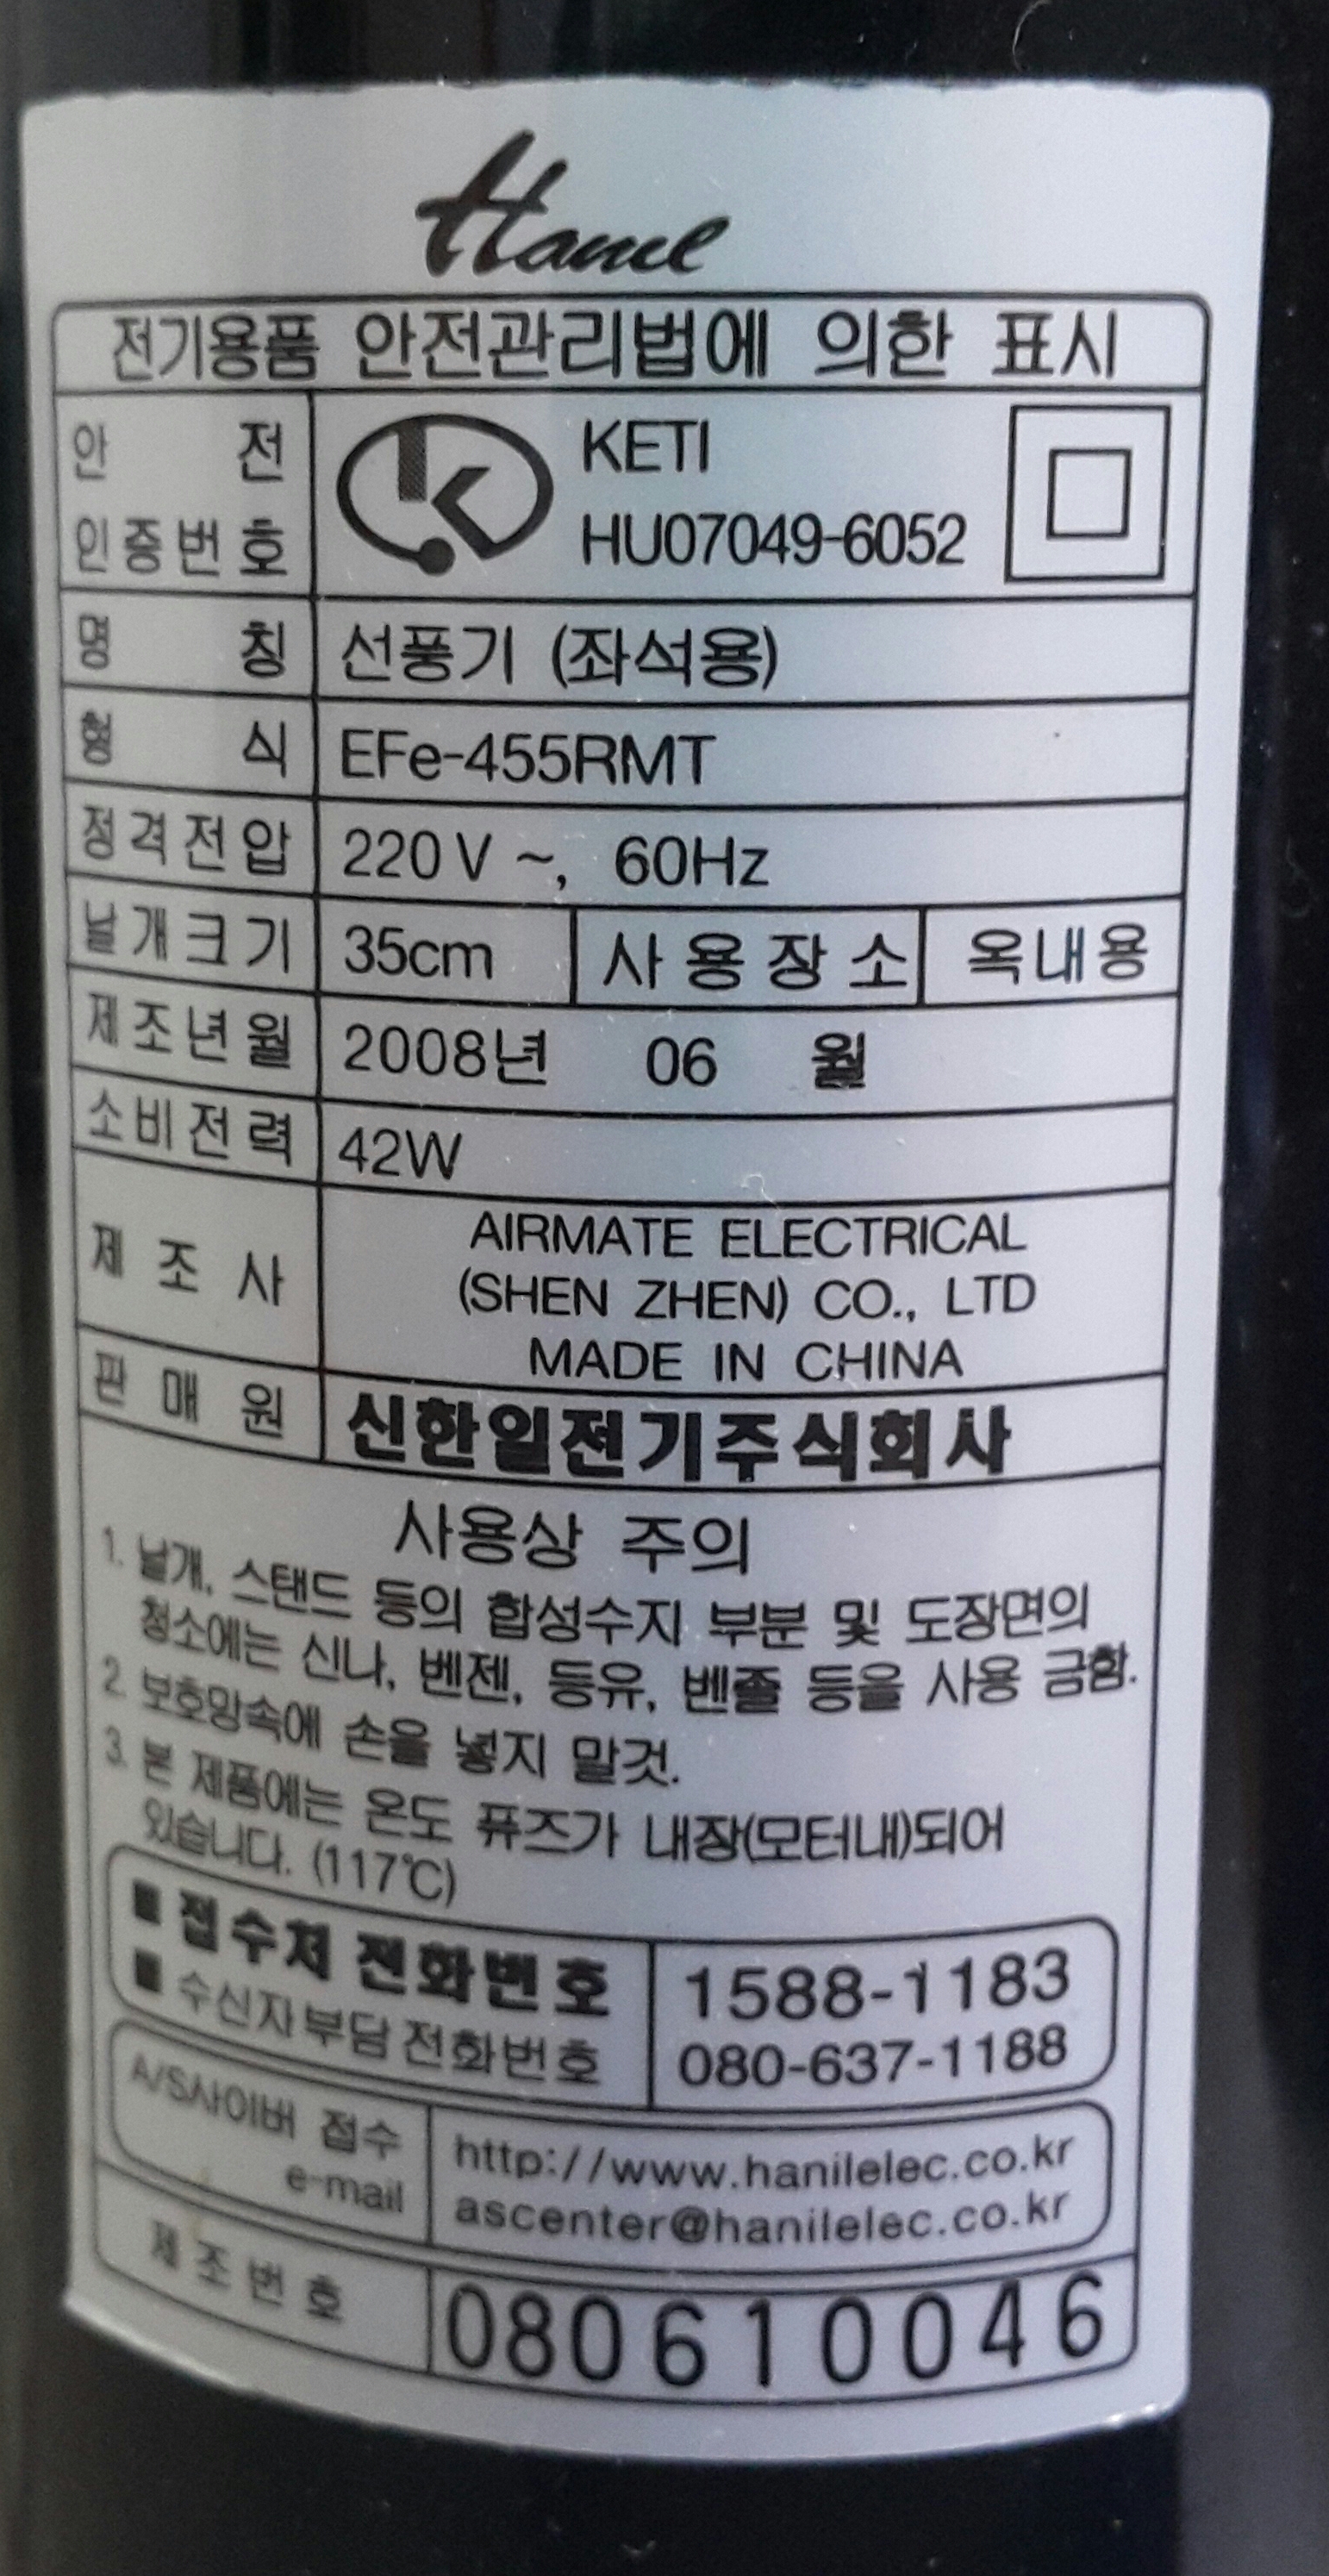 Hanil
전기용품 안전관리법에 의한 표시
안 전
인증번호
KETI
HU07049-6052
명 칭 선풍기 (좌석용)
형 식 EFe-455RMT
정격전압 220V ~, 60Hz
날개크기 35cm 사용장소 옥내용
제조년월 2008년 06 월
소비전력 42W
제 조 사
AIRMATE ELECTRICAL
(SHEN ZHEN) CO., LTD
MADE IN CHINA
판 매 원 신한일전기주식회사
사용상 주의
1. 날개, 스탠드 등의 합성수지 부분 및 도장면의
청소에는 신나, 벤젠, 등유, 벤졸 등을 사용 금함.
2. 보호망속에 손을 넣지 말것.
3. 본 제품에는 온도 퓨즈가 내장(모터내)되어
있습니다. (117℃)
■ 접수처 전화번호 1588-1183
■ 수신자부담 전화번호 080-637-1188
A/S사이버 접수 http://www.hanilelec.co.kr
e-mail ascenter@hanilelec.co.kr
제조번호 080610046